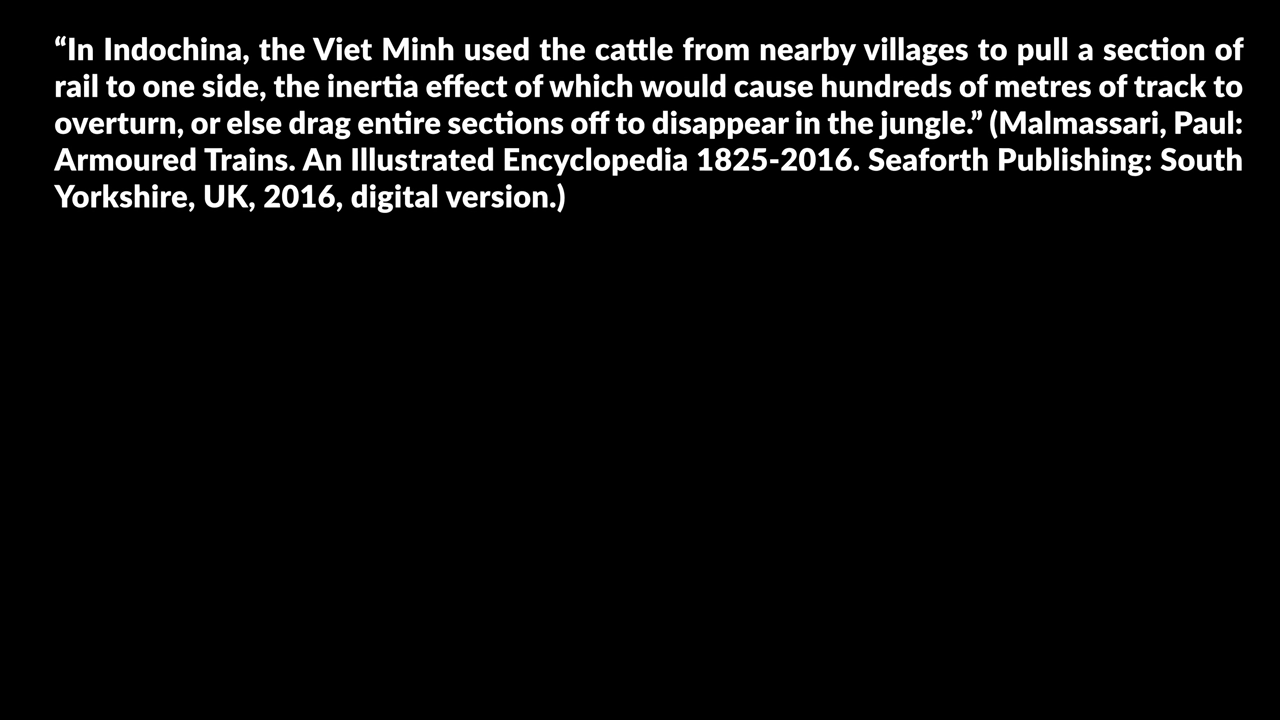 “In Indochina, the Viet Minh used the cattle from nearby villages to pull a section of
rail to one side, the inertia effect of which would cause hundreds of metres of track to
overturn, or else drag entire sections off to disappear in the jungle.” (Malmassari, Paul:
Armoured Trains. An Illustrated Encyclopedia 1825-2016. Seaforth Publishing: South
Yorkshire, UK, 2016, digital version.)